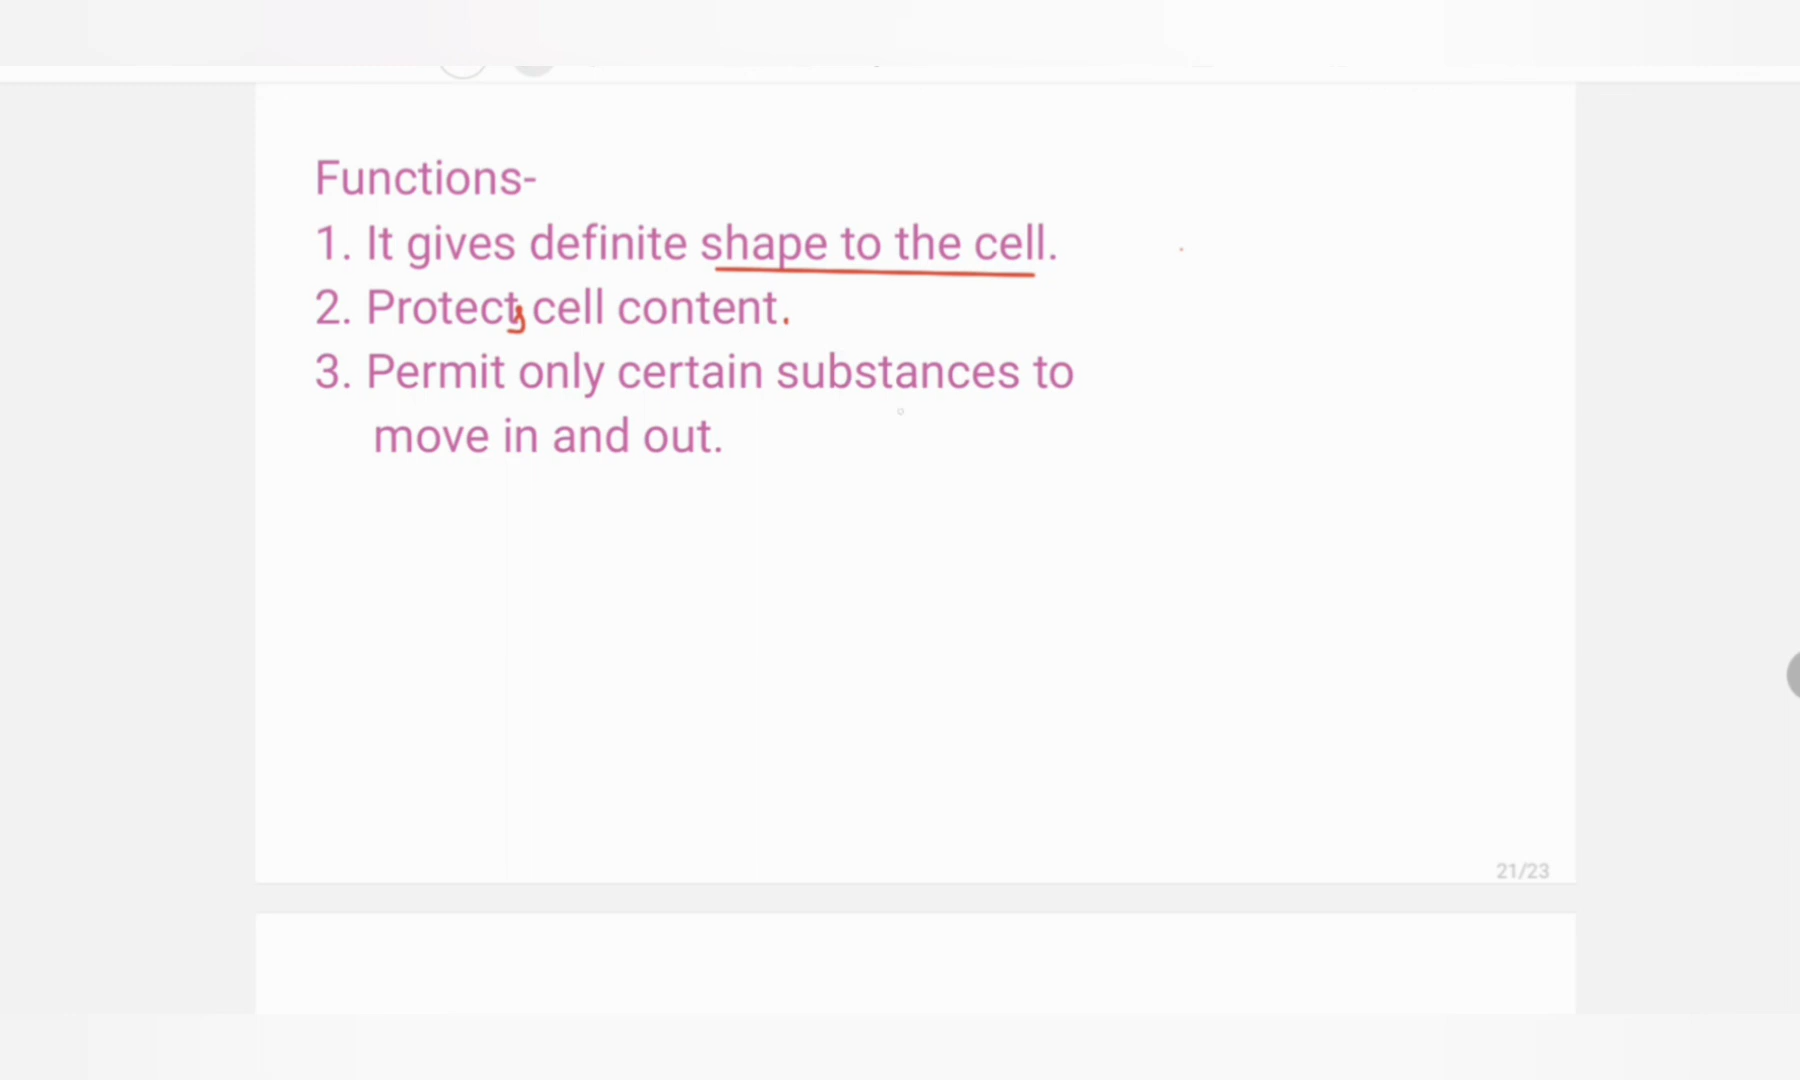 Functions-
1. It gives definite shape to the cell.
2. Protects cell content.
3. Permit only certain substances to
move in and out.
21/23